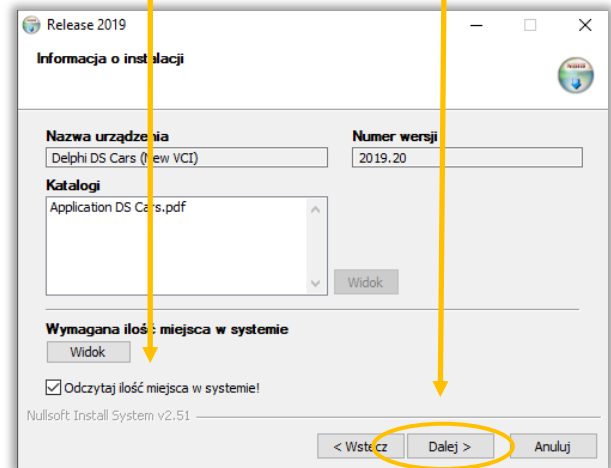 Release 2019
Informacja o instalacji
Nazwa urządzenia
Numer wersji
Delphi DS Cars (New VCI)
2019.20
Katalogi
Application DS Cars.pdf
Widok
Wymagana ilość miejsca w systemie
Widok
Odczytaj ilość miejsca w systemie!
Nullsoft Install System v2.51
< Wstecz
Dalej >
Anuluj